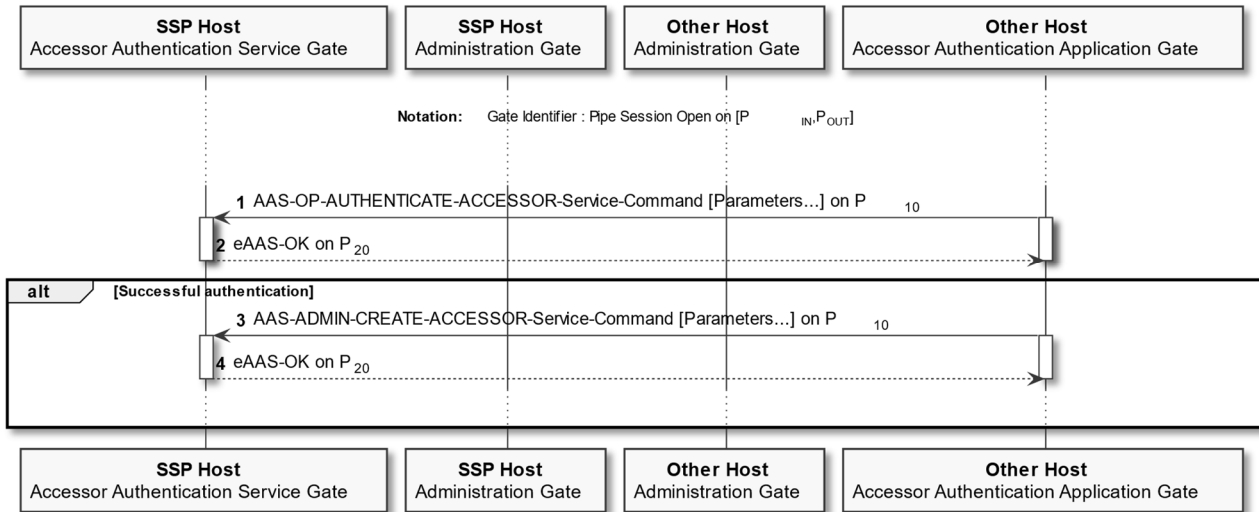 SSP Host
Accessor Authentication Service Gate
SSP Host
Administration Gate
Other Host
Administration Gate
Other Host
Accessor Authentication Application Gate
Notation: Gate Identifier : Pipe Session Open on [P IN,POUT]
1 AAS-OP-AUTHENTICATE-ACCESSOR-Service-Command [Parameters...] on P 10
2 eAAS-OK on P20
alt [Successful authentication]
3 AAS-ADMIN-CREATE-ACCESSOR-Service-Command [Parameters...] on P 10
4 eAAS-OK on P20
SSP Host
Accessor Authentication Service Gate
SSP Host
Administration Gate
Other Host
Administration Gate
Other Host
Accessor Authentication Application Gate